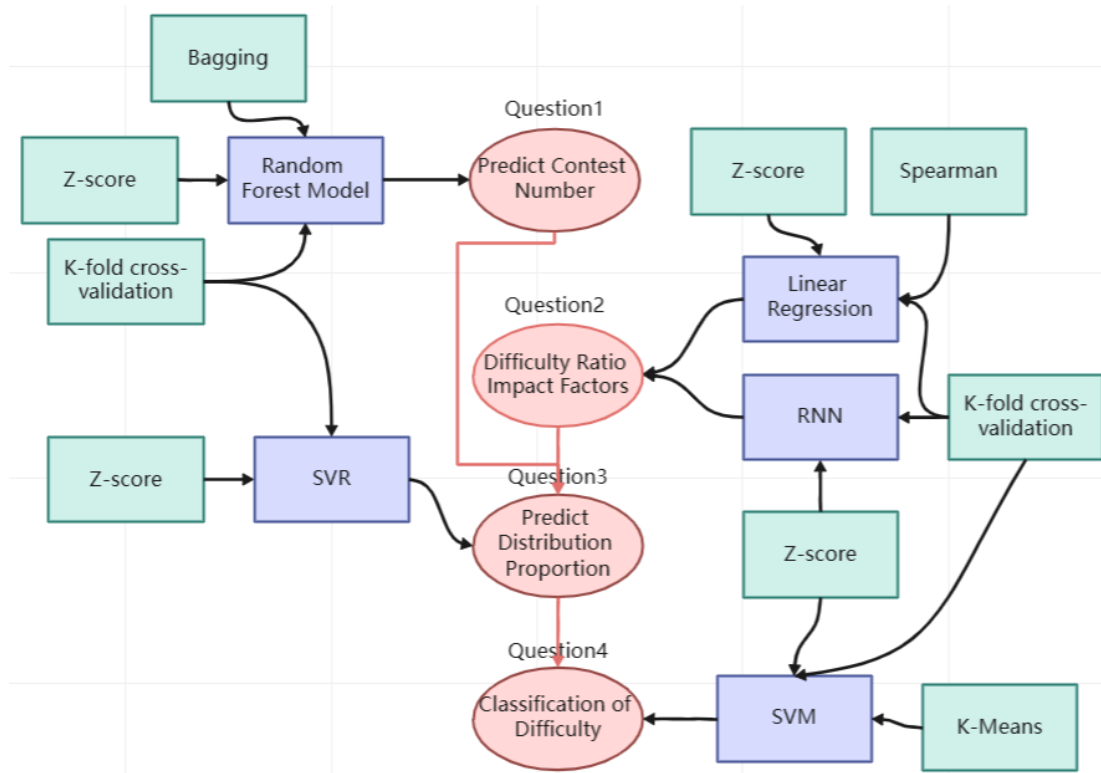 Bagging
Question1
Z-score
Random
Forest Model
Predict Contest
Number
Z-score
Spearman
K-fold cross-
validation
Linear
Regression
Question2
Difficulty Ratio
Impact Factors
RNN
K-fold cross-
validation
Z-score
SVR
Question3
Predict
Distribution
Proportion
Z-score
Question4
Classification of
Difficulty
SVM
K-Means